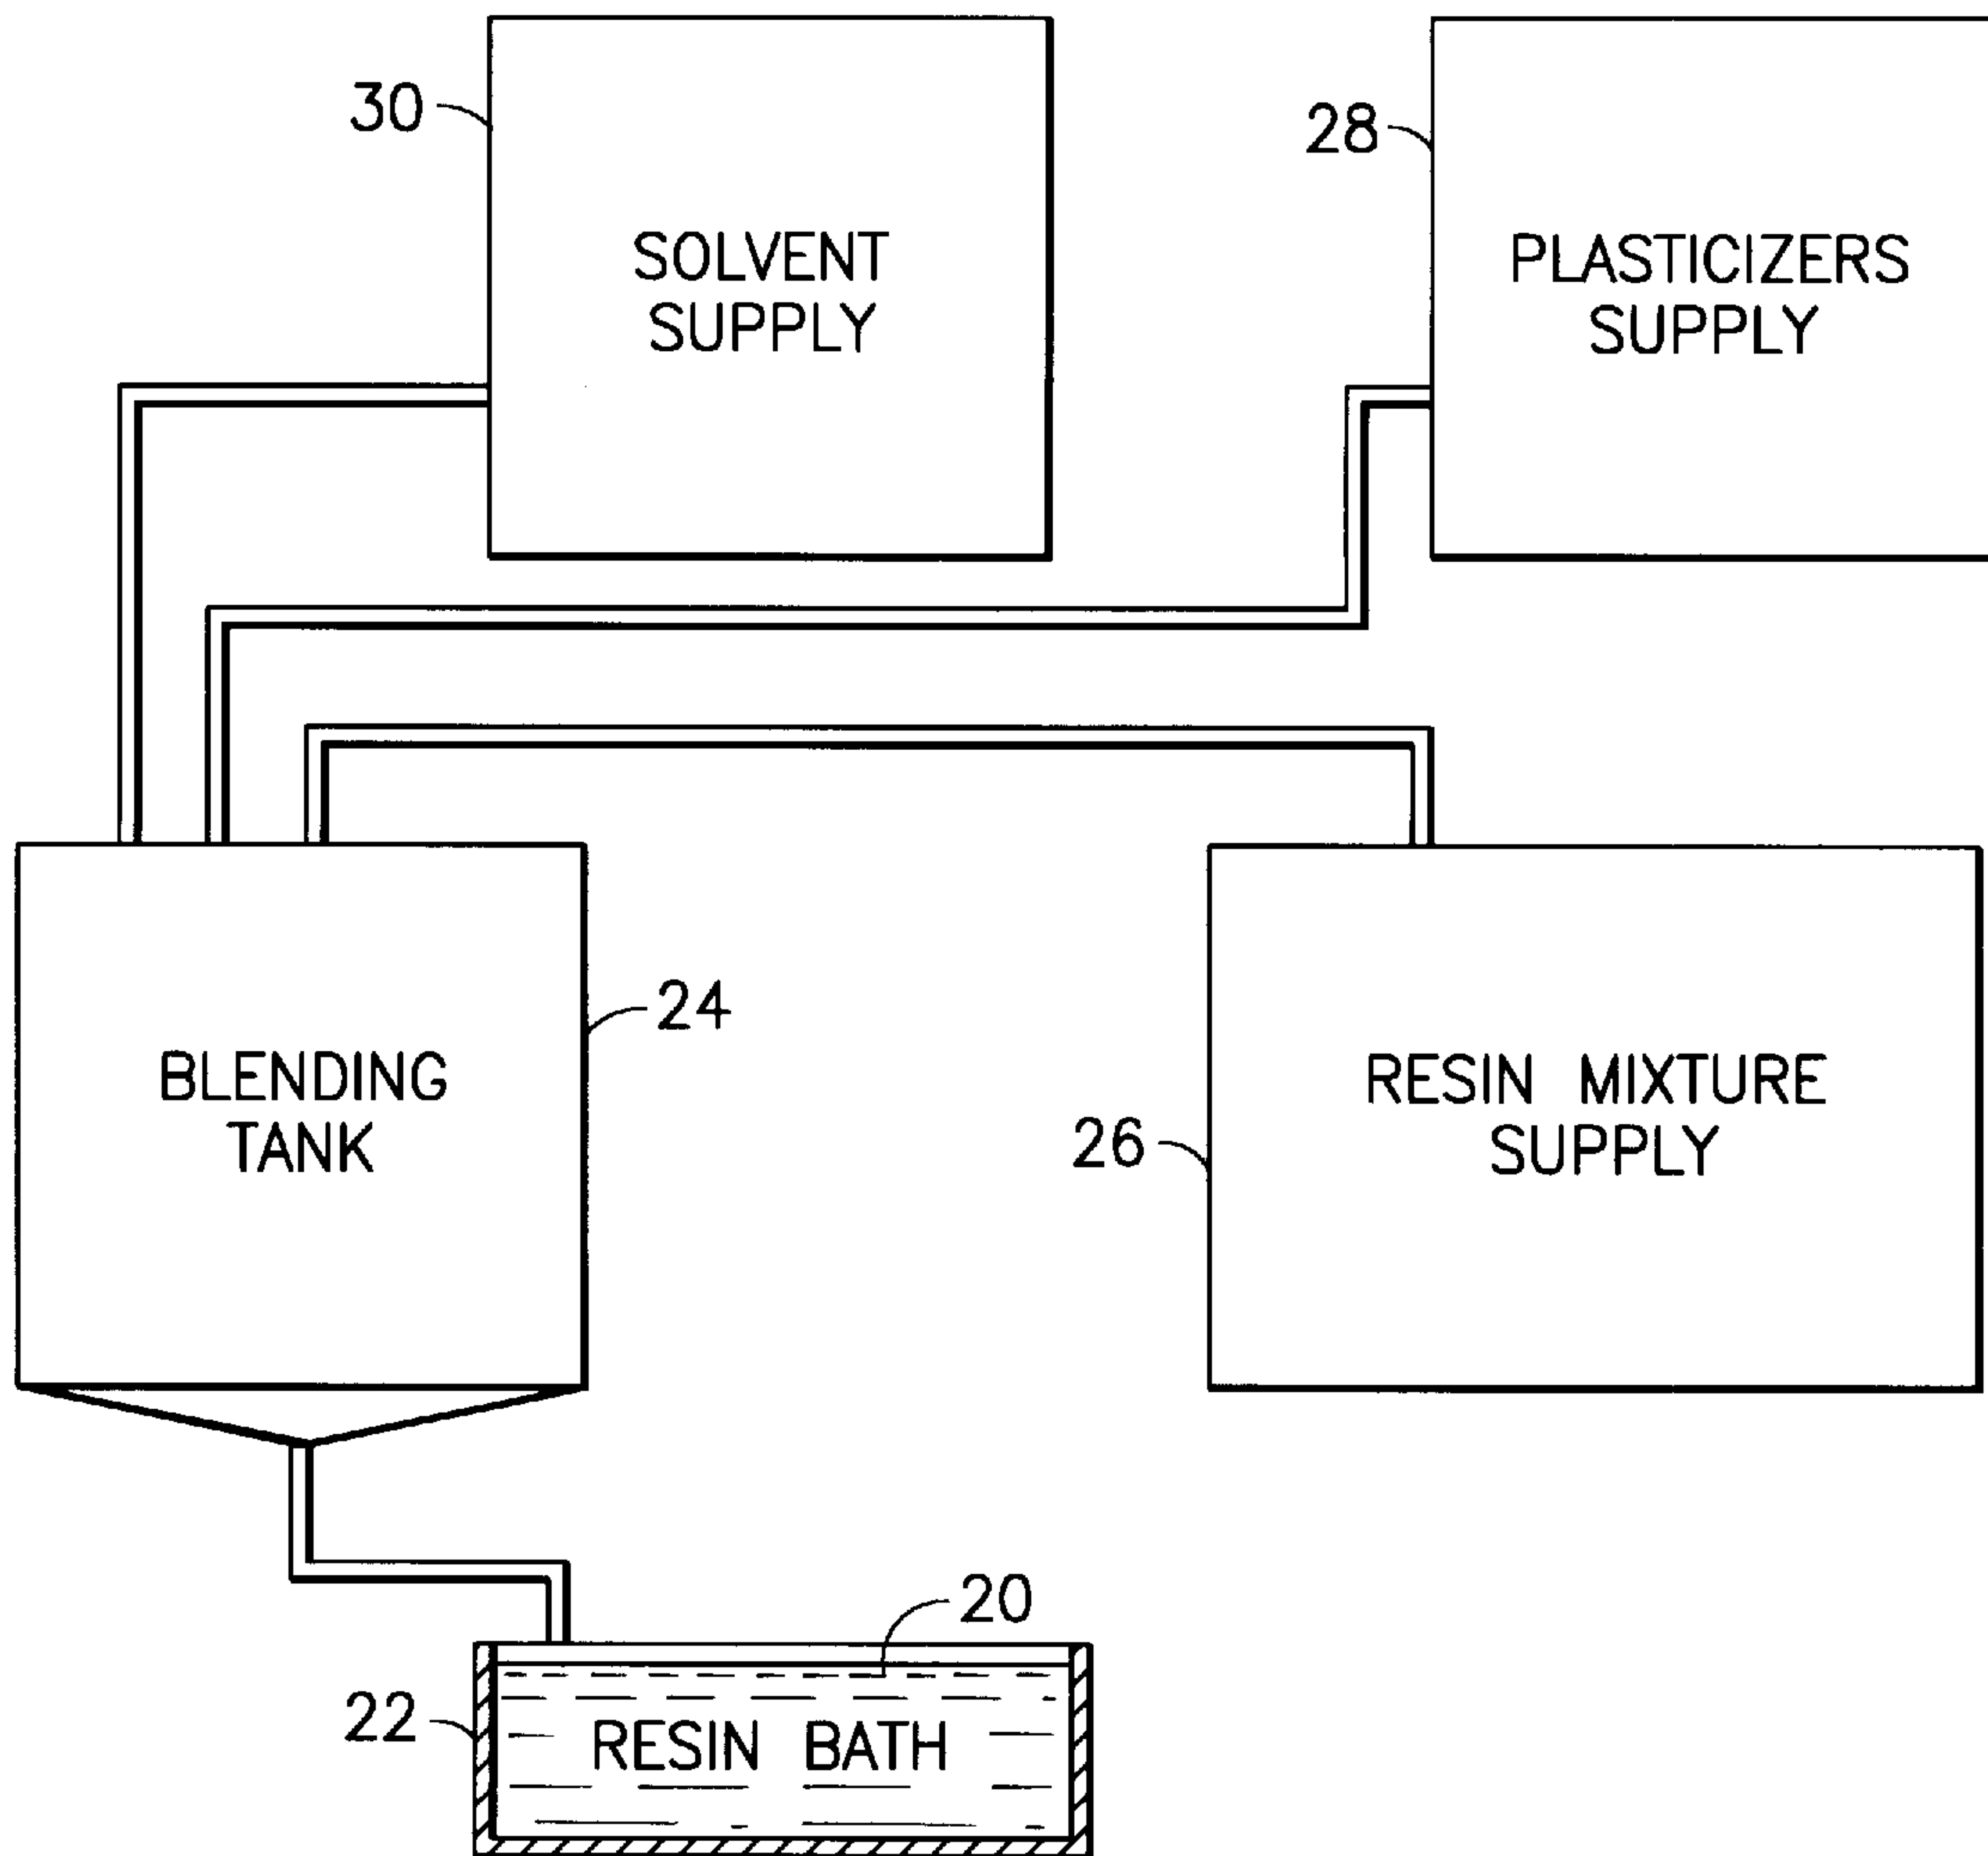 30
SOLVENT
SUPPLY
28
PLASTICIZERS
SUPPLY
BLENDING
TANK
24
RESIN MIXTURE
SUPPLY
26
20
22
RESIN BATH